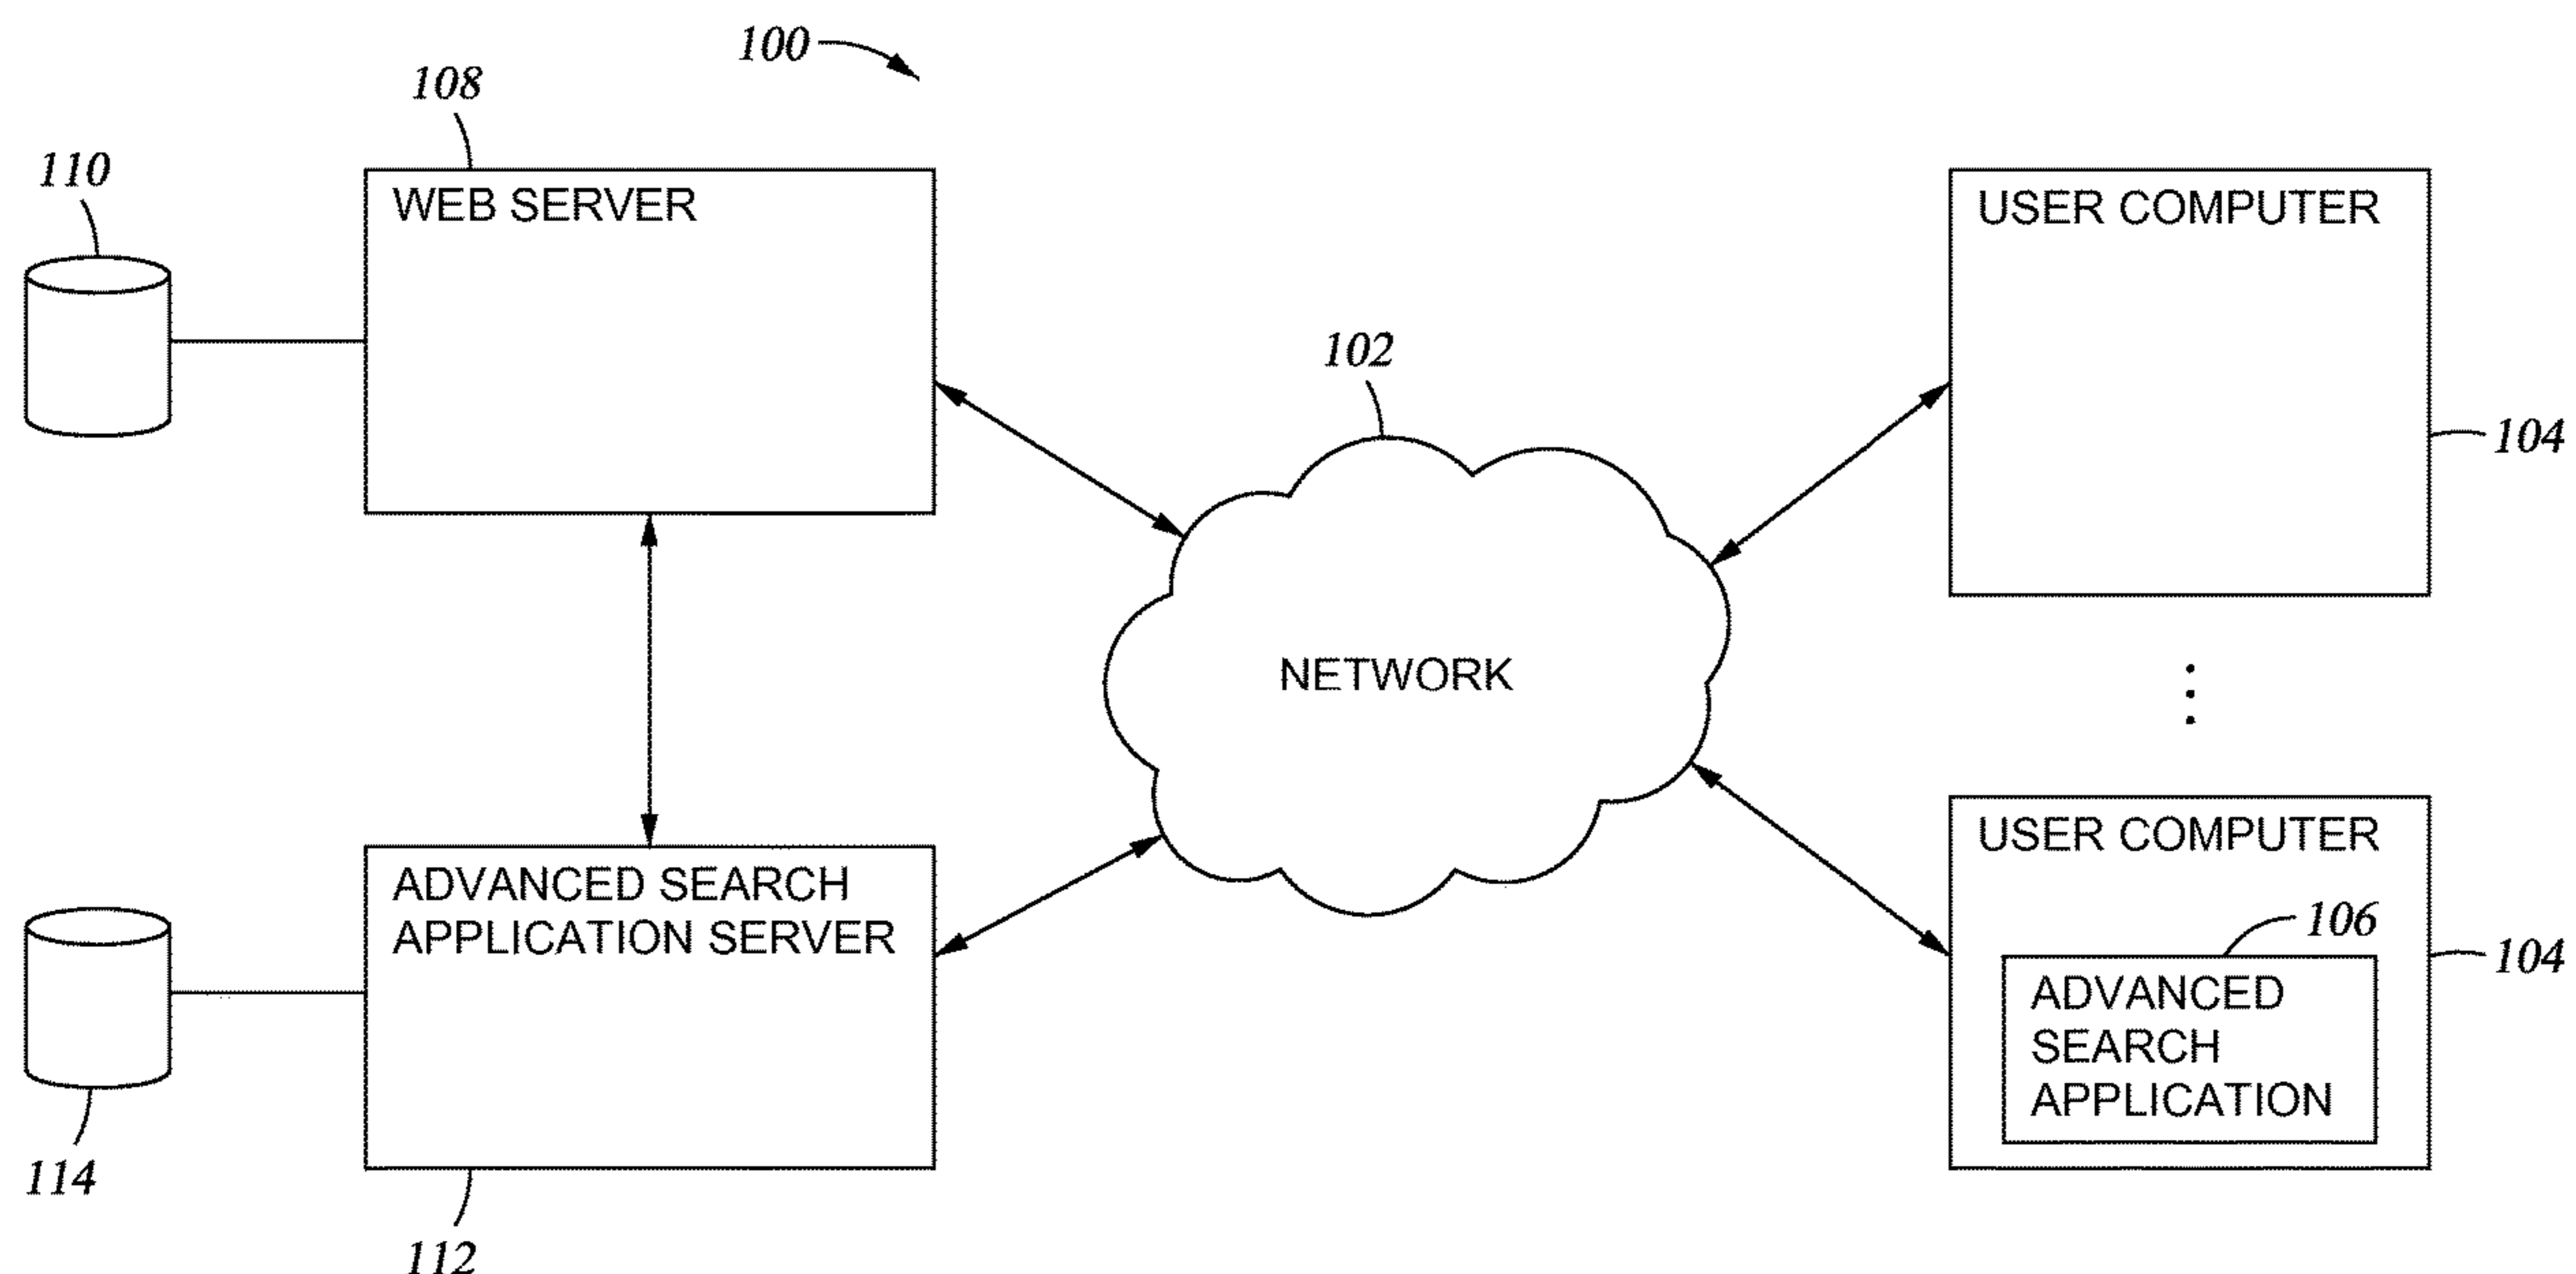 100
108
110
WEB SERVER
USER COMPUTER
102
104
NETWORK
ADVANCED SEARCH
APPLICATION SERVER
USER COMPUTER
106
104
ADVANCED
SEARCH
APPLICATION
114
112